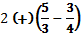 2 (+) (5/3 − 3/4)